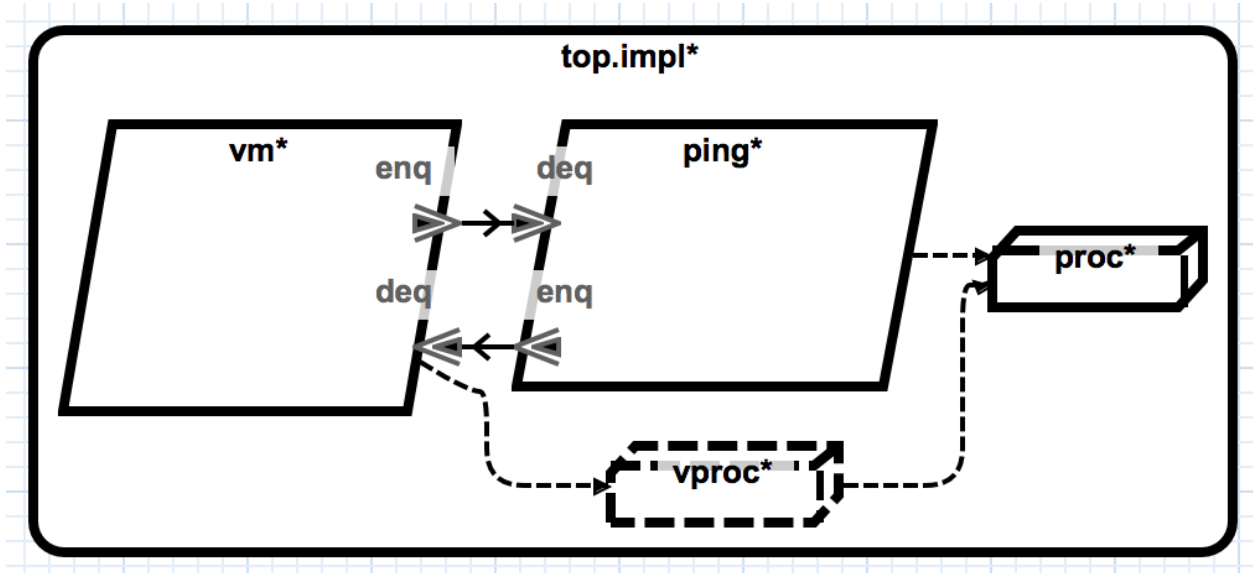 top.impl*
vm*
ping*
enq
deq
deq
enq
proc*
vproc*